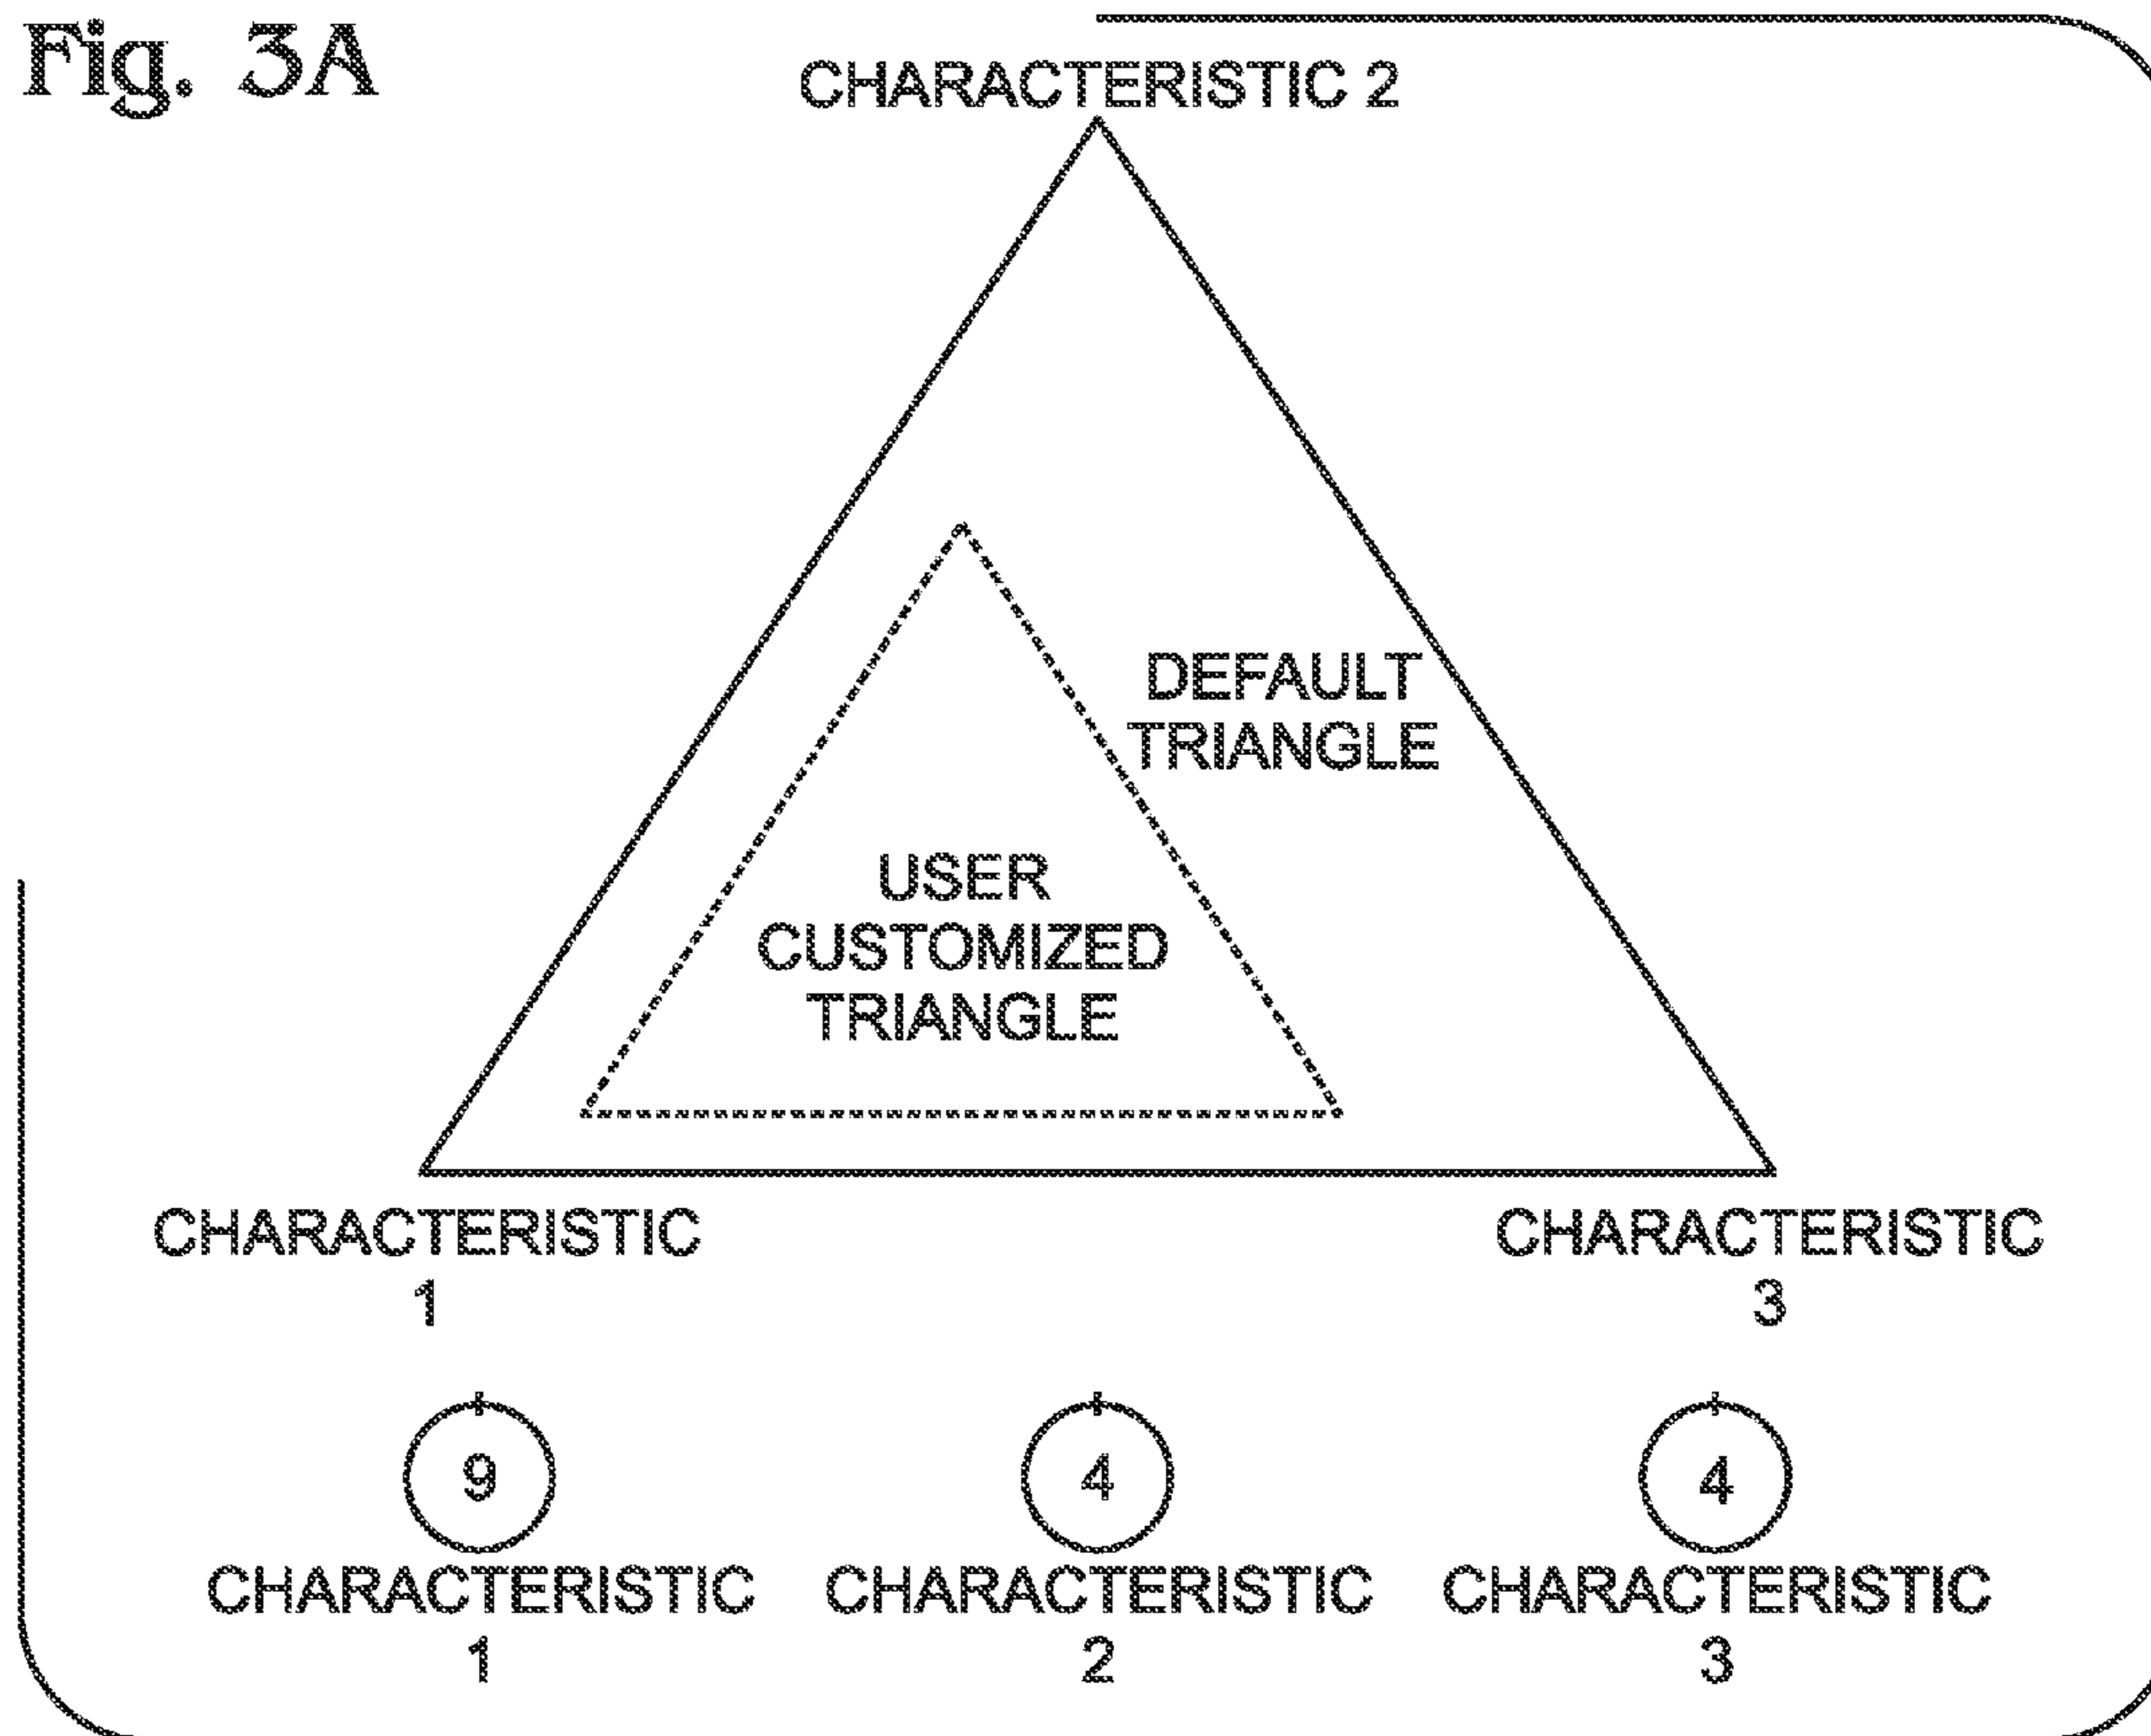 Fig. 3A
CHARACTERISTIC 2
DEFAULT
TRIANGLE
USER
CUSTOMIZED
TRIANGLE
CHARACTERISTIC
1
CHARACTERISTIC
3
9
4
4
CHARACTERISTIC
1
CHARACTERISTIC
2
CHARACTERISTIC
3